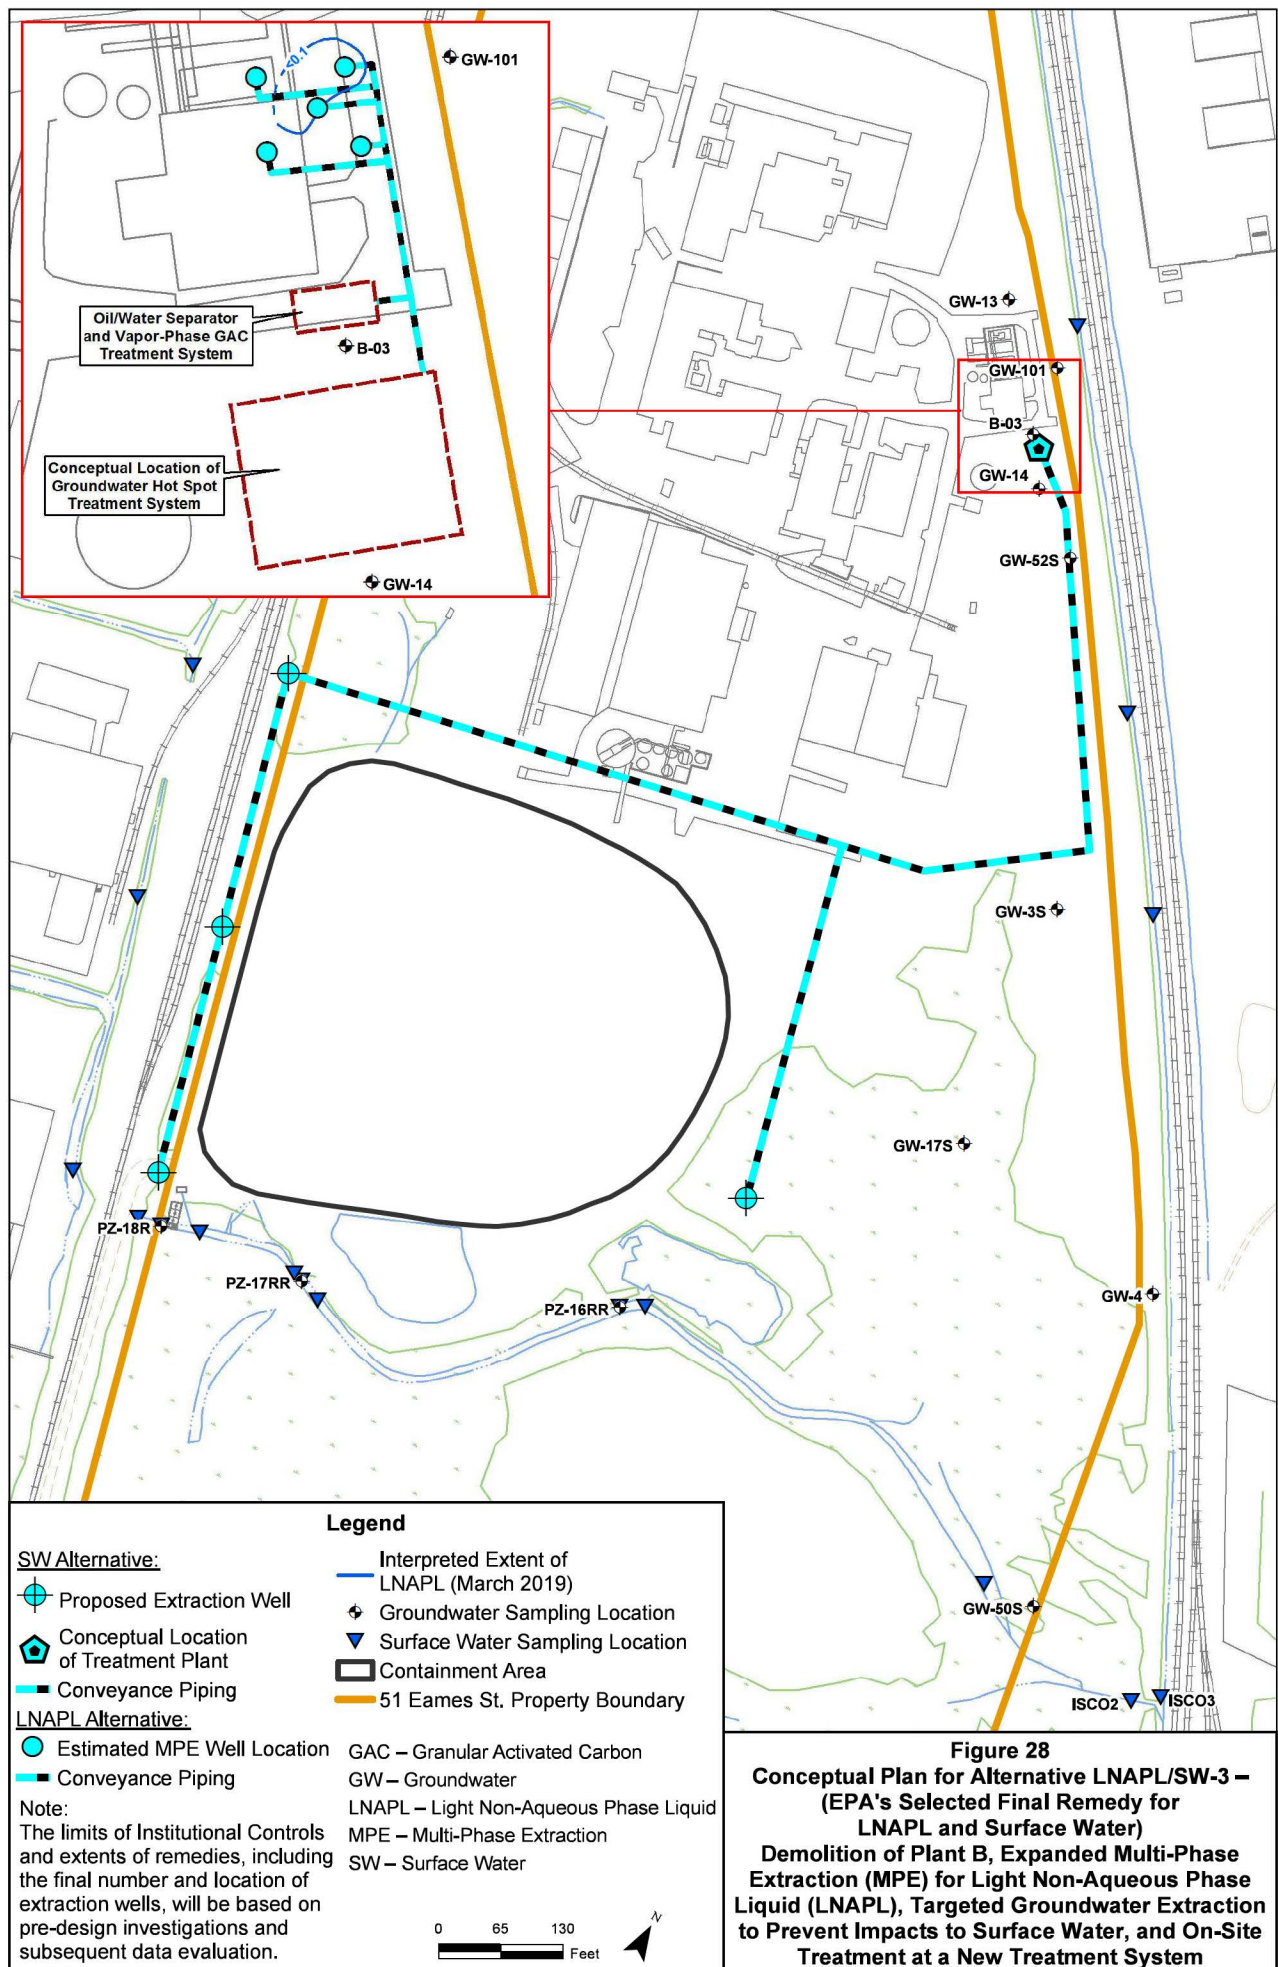 <0.1
GW-101
Oil/Water Separator
and Vapor-Phase GAC
Treatment System
B-03
Conceptual Location of
Groundwater Hot Spot
Treatment System
GW-14
GW-13
GW-101
B-03
GW-14
GW-52S
GW-3S
GW-17S
PZ-18R
PZ-17RR
PZ-16RR
GW-4
GW-50S
ISCO2
ISCO3
Legend
SW Alternative:
Proposed Extraction Well
Conceptual Location
of Treatment Plant
Conveyance Piping
LNAPL Alternative:
Estimated MPE Well Location
Conveyance Piping
Note:
The limits of Institutional Controls
and extents of remedies, including
the final number and location of
extraction wells, will be based on
pre-design investigations and
subsequent data evaluation.
Interpreted Extent of
LNAPL (March 2019)
Groundwater Sampling Location
Surface Water Sampling Location
Containment Area
51 Eames St. Property Boundary
GAC – Granular Activated Carbon
GW – Groundwater
LNAPL – Light Non-Aqueous Phase Liquid
MPE – Multi-Phase Extraction
SW – Surface Water
0 65 130
Feet
N
Figure 28
Conceptual Plan for Alternative LNAPL/SW-3 –
(EPA's Selected Final Remedy for
LNAPL and Surface Water)
Demolition of Plant B, Expanded Multi-Phase
Extraction (MPE) for Light Non-Aqueous Phase
Liquid (LNAPL), Targeted Groundwater Extraction
to Prevent Impacts to Surface Water, and On-Site
Treatment at a New Treatment System